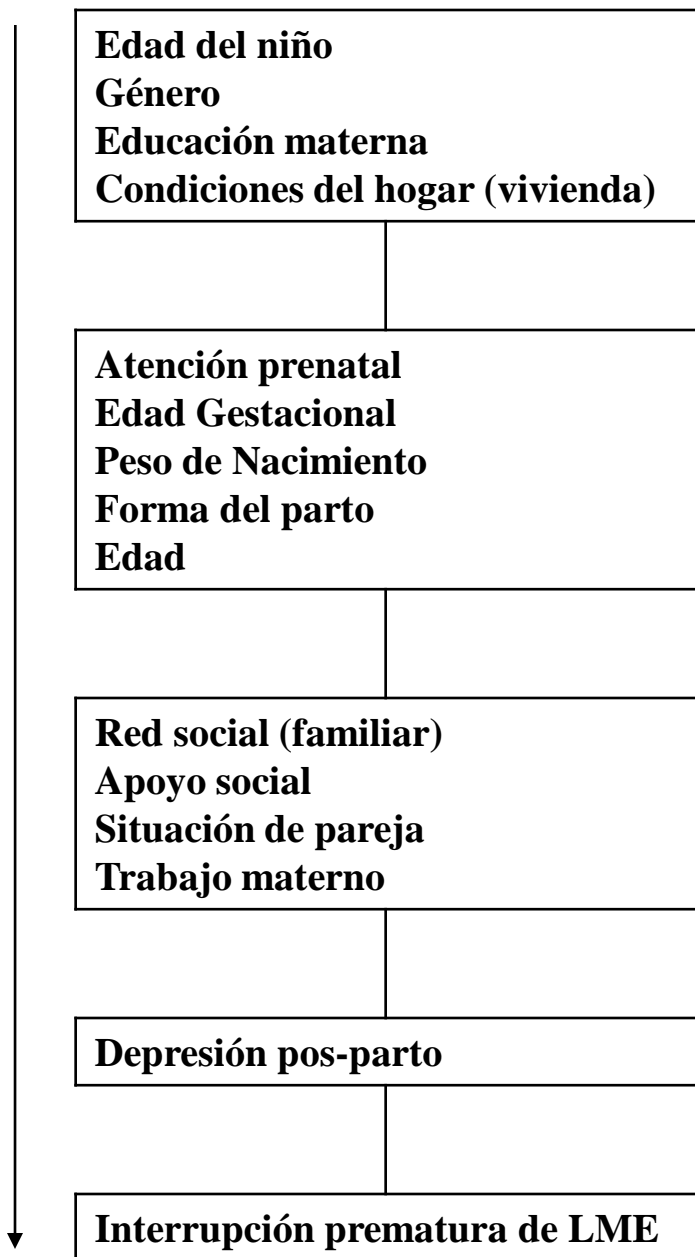 Edad del niño
Género
Educación materna
Condiciones del hogar (vivienda)
Atención prenatal
Edad Gestacional
Peso de Nacimiento
Forma del parto
Edad
Red social (familiar)
Apoyo social
Situación de pareja
Trabajo materno
Depresión pos-parto
Interrupción prematura de LME